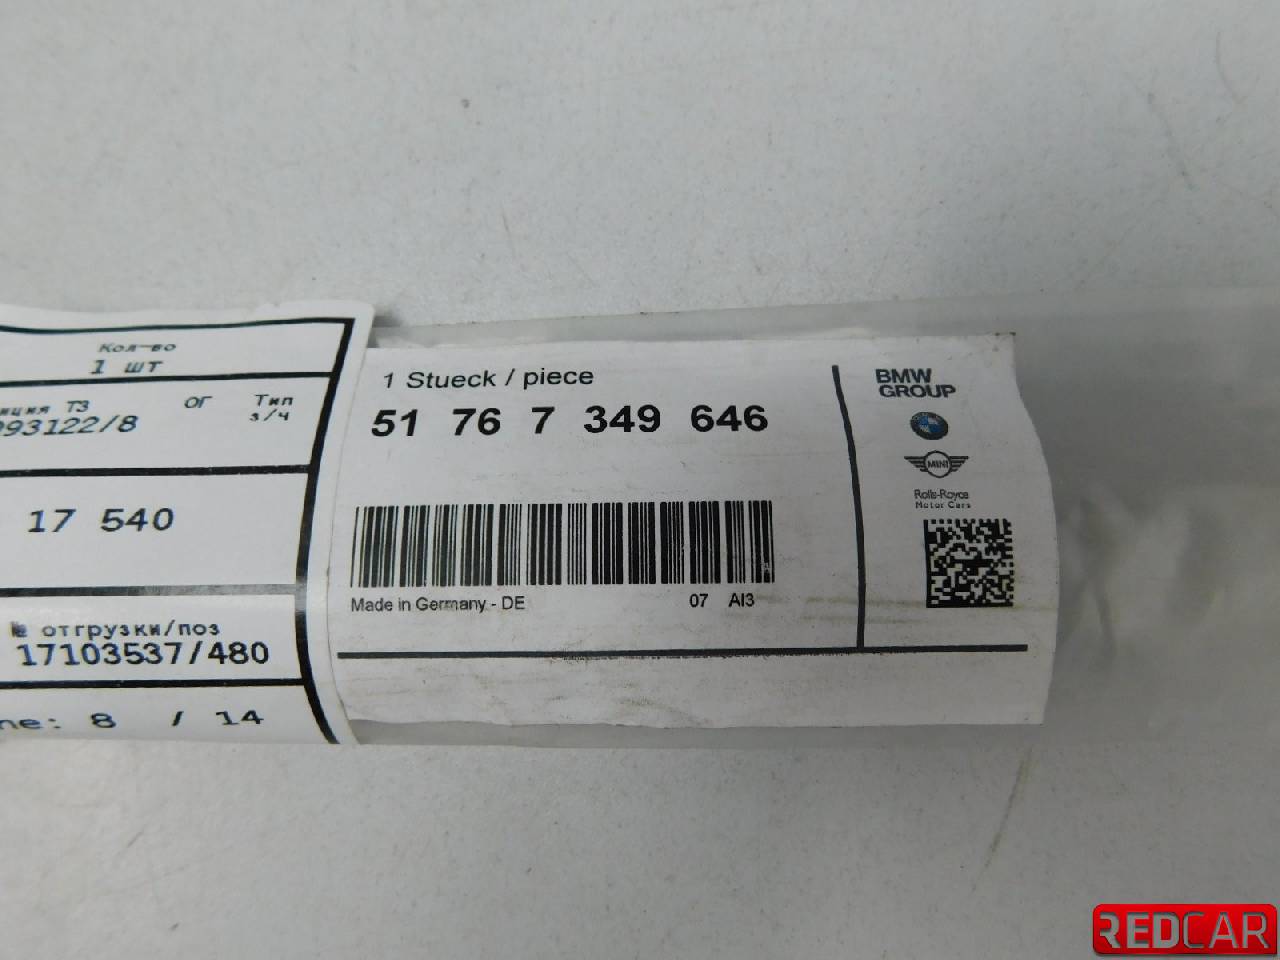 Кол-во
1 шт
ТЗ ОГ Тип
з/ч
093122/8
17 540
№ отгрузки/поз
17103537/480
8 / 14
1 Stueck / piece
51 76 7 349 646
Made in Germany - DE 07 AI3
BMW
GROUP
MINI
Rolls-Royce
Motor Cars
REDCAR